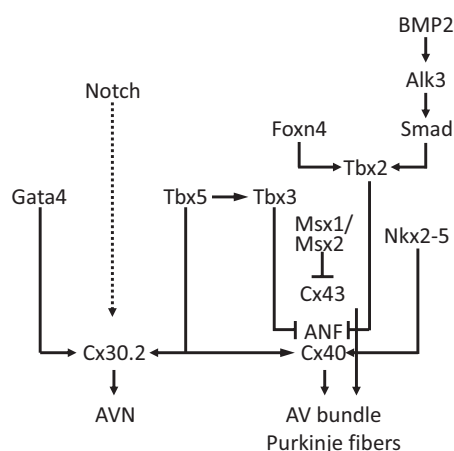 BMP2
Alk3
Notch
Foxn4
Smad
Tbx2
Gata4
Tbx5
Tbx3
Msx1/
Msx2
Nkx2-5
Cx43
ANF
Cx30.2
Cx40
AVN
AV bundle
Purkinje fibers